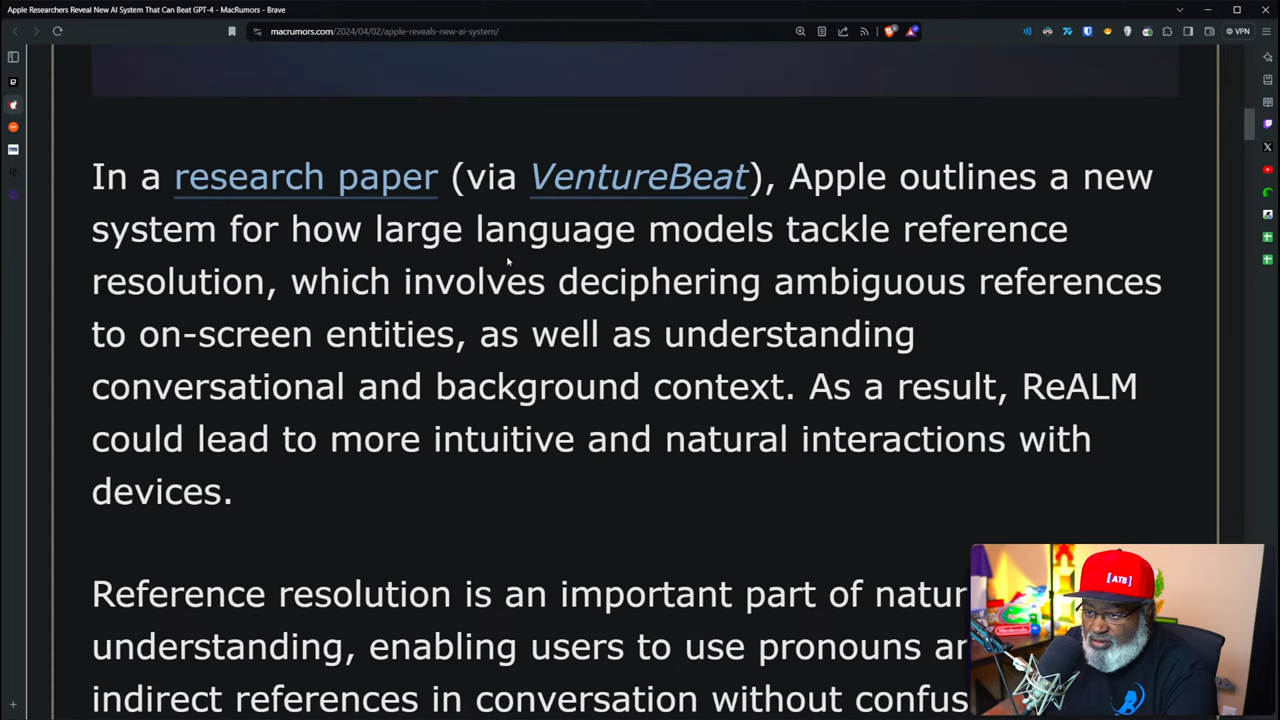 Apple Researchers Reveal New AI System That Can Beat GPT-4 - MacRumors - Brave
macrumors.com/2024/04/02/apple-reveals-new-ai-system/
VPN
In a research paper (via VentureBeat), Apple outlines a new
system for how large language models tackle reference
resolution, which involves deciphering ambiguous references
to on-screen entities, as well as understanding
conversational and background context. As a result, ReALM
could lead to more intuitive and natural interactions with
devices.
Reference resolution is an important part of natur
understanding, enabling users to use pronouns an
indirect references in conversation without confus
[ATB]